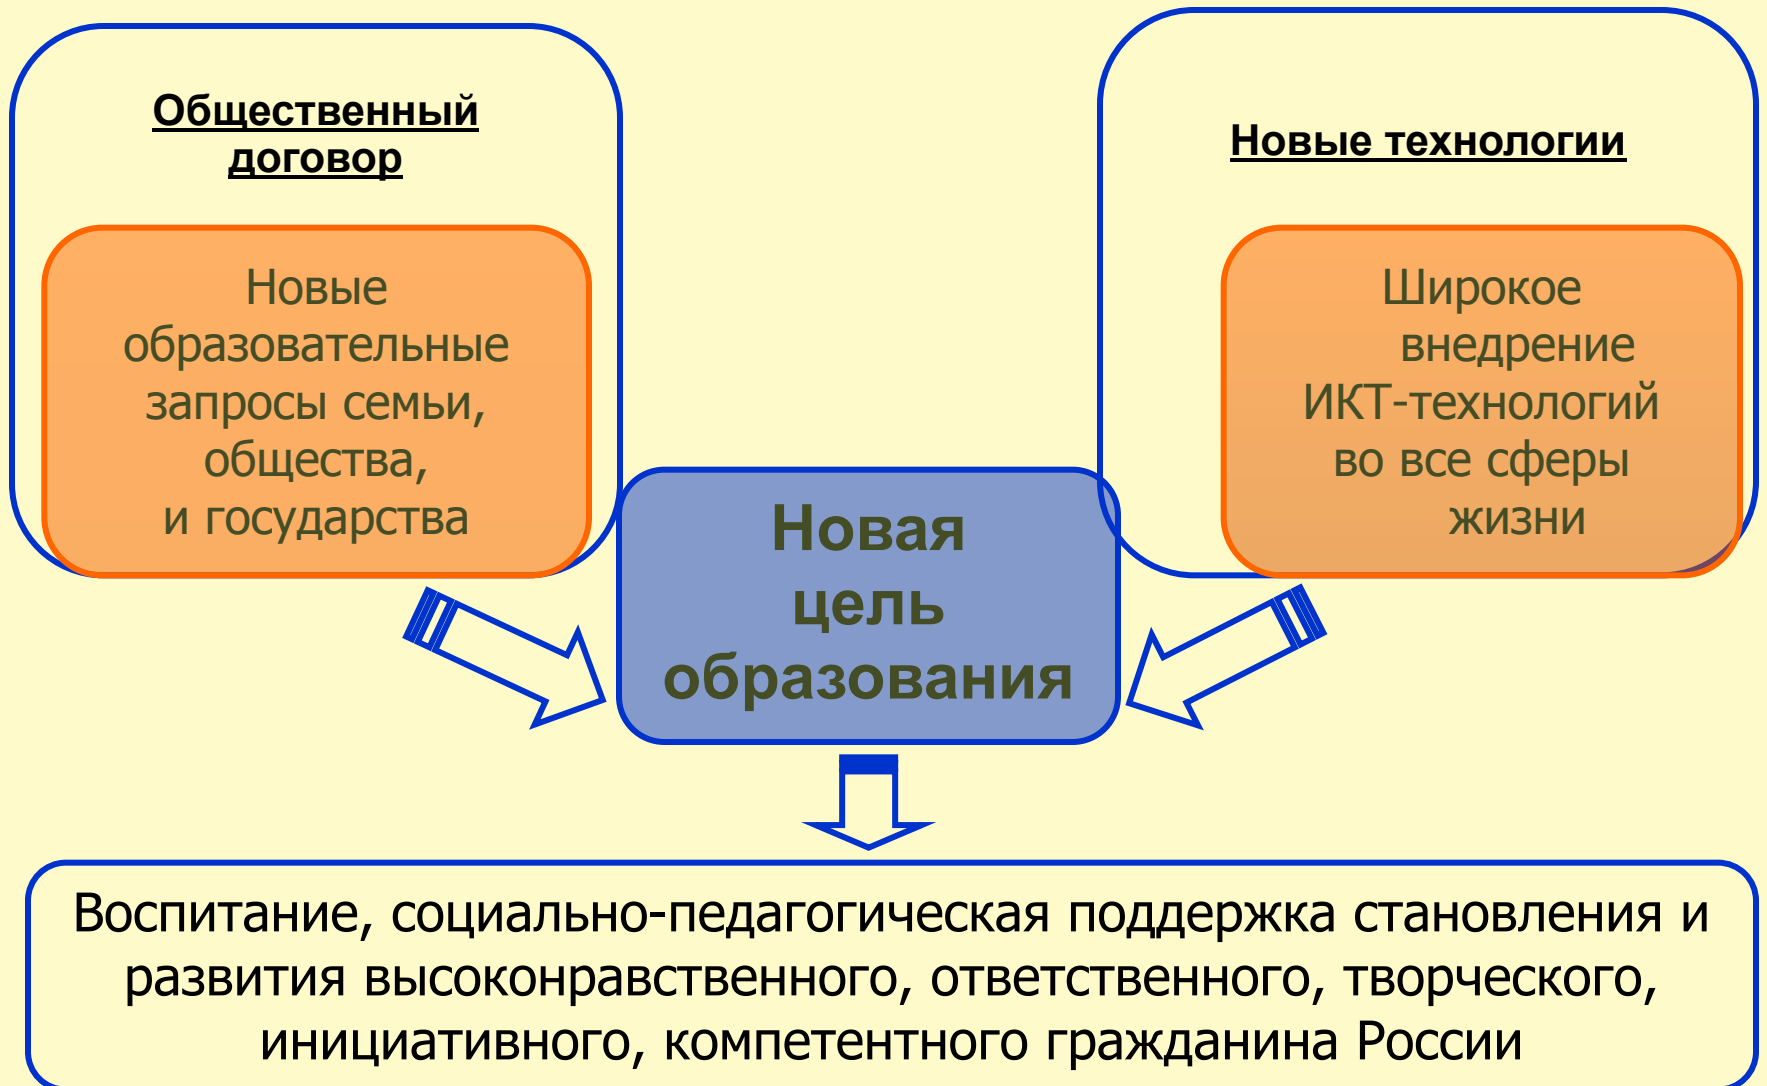 Общественный
договор
Новые
образовательные
запросы семьи,
общества,
и государства
Новые технологии
Широкое
внедрение
ИКТ-технологий
во все сферы
жизни
Новая
цель
образования
Воспитание, социально-педагогическая поддержка становления и
развития высоконравственного, ответственного, творческого,
инициативного, компетентного гражданина России